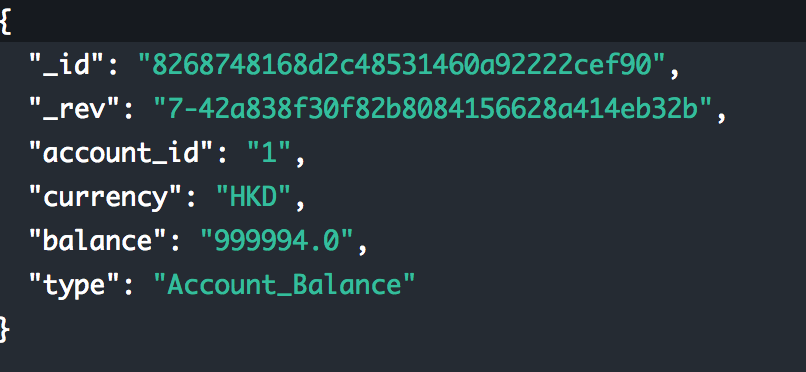 {
"_id": "8268748168d2c48531460a92222cef90",
"_rev": "7-42a838f30f82b8084156628a414eb32b",
"account_id": "1",
"currency": "HKD",
"balance": "999994.0",
"type": "Account_Balance"
}